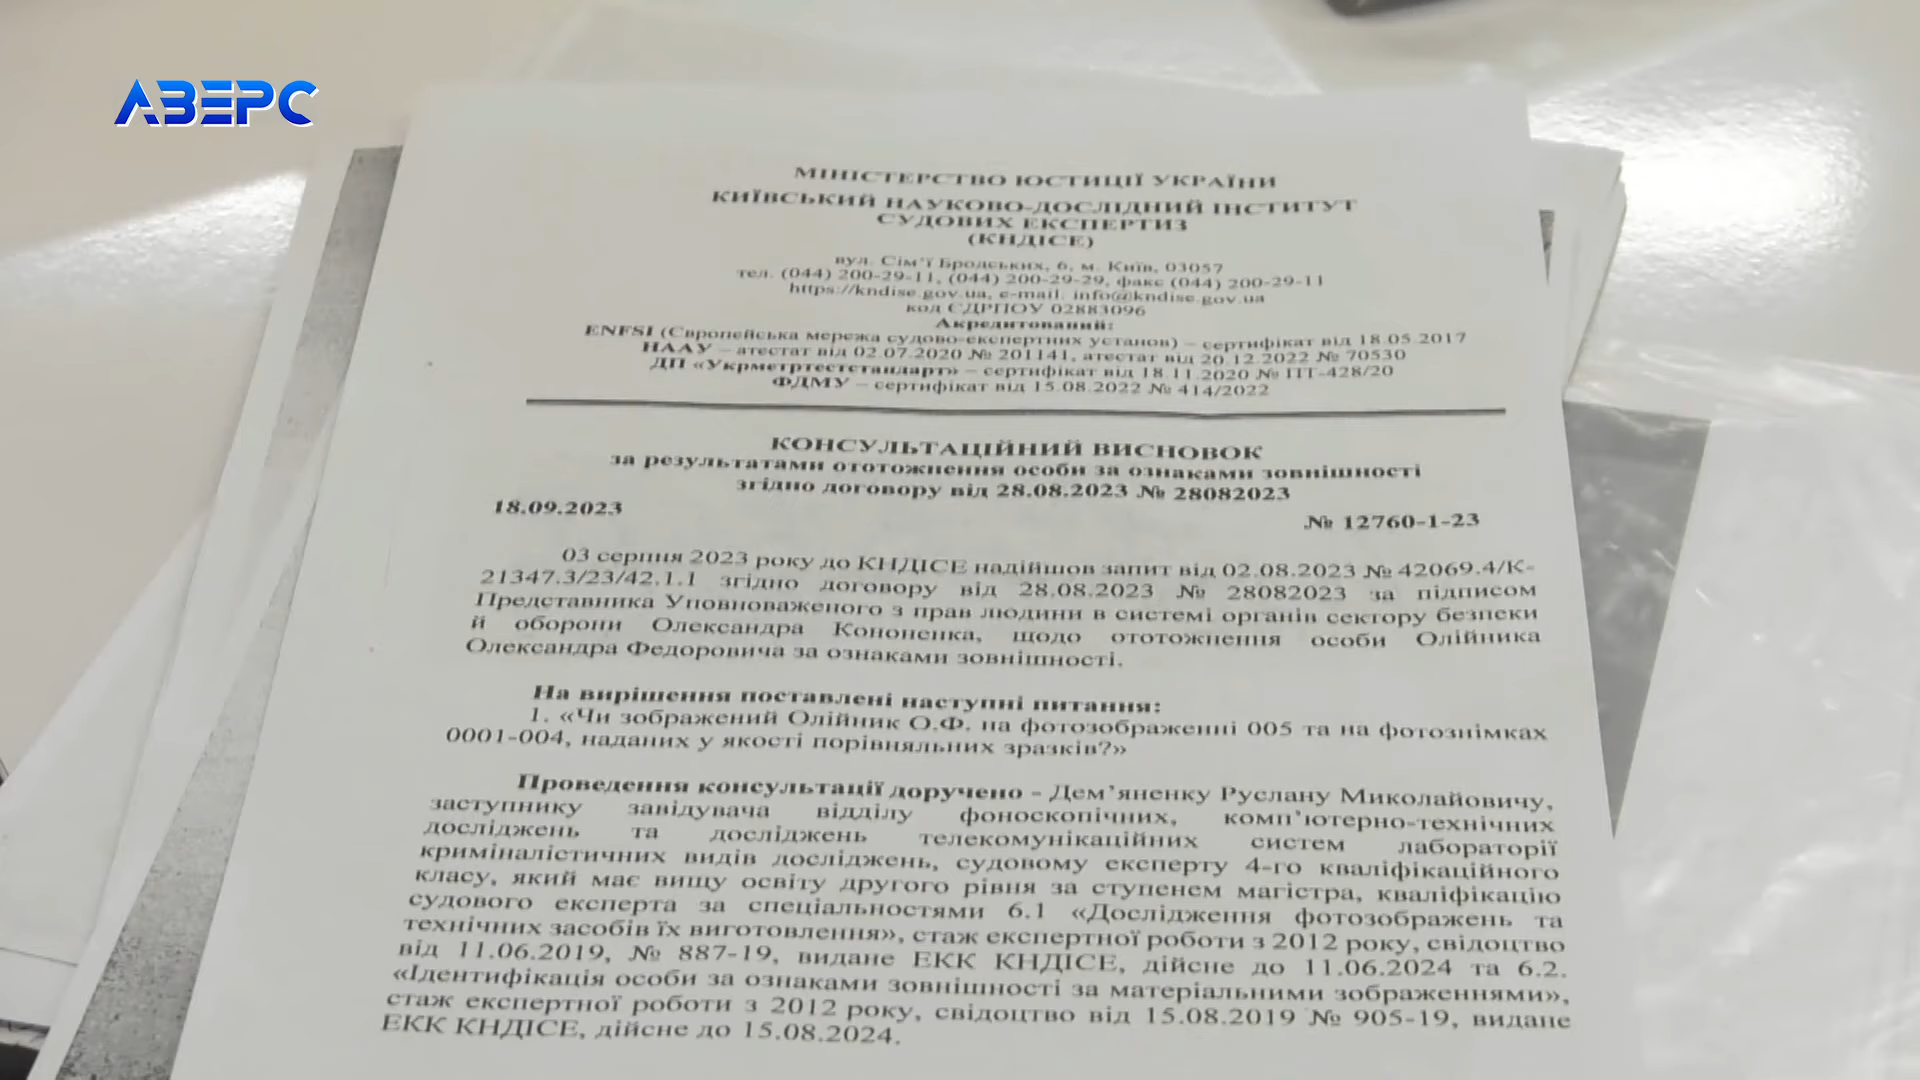 АВЕРС
МІНІСТЕРСТВО ЮСТИЦІЇ УКРАЇНИ
КИЇВСЬКИЙ НАУКОВО-ДОСЛІДНИЙ ІНСТИТУТ
СУДОВИХ ЕКСПЕРТИЗ
(КНДІСЕ)
вул. Сім’ї Бродських, 6, м. Київ, 03057
тел. (044) 200-29-11, (044) 200-29-29, факс (044) 200-29-11
https://kndise.gov.ua, e-mail: info@kndise.gov.ua
код ЄДРПОУ 02883096
Акредитований:
ENFSI (Європейська мережа судово-експертних установ) – сертифікат від 18.05.2017
НААУ – атестат від 02.07.2020 № 201141, атестат від 20.12.2022 № 70530
ДП «Укрметртестстандарт» – сертифікат від 18.11.2020 № ПТ-428/20
ФДМУ – сертифікат від 15.08.2022 № 414/2022
КОНСУЛЬТАЦІЙНИЙ ВИСНОВОК
за результатами ототожнення особи за ознаками зовнішності
згідно договору від 28.08.2023 № 28082023
18.09.2023
№ 12760-1-23
03 серпня 2023 року до КНДІСЕ надійшов запит від 02.08.2023 № 42069.4/К-
21347.3/23/42.1.1 згідно договору від 28.08.2023 № 28082023 за підписом
Представника Уповноваженого з прав людини в системі органів сектору безпеки
й оборони Олександра Кононенка, щодо ототожнення особи Олійника
Олександра Федоровича за ознаками зовнішності.
На вирішення поставлені наступні питання:
1. «Чи зображений Олійник О.Ф. на фотозображенні 005 та на фотознімках
0001-004, наданих у якості порівняльних зразків?»
Проведення консультації доручено - Дем’яненку Руслану Миколайовичу,
заступнику завідувача відділу фоноскопічних, комп’ютерно-технічних
досліджень та досліджень телекомунікаційних систем лабораторії
криміналістичних видів досліджень, судовому експерту 4-го кваліфікаційного
класу, який має вищу освіту другого рівня за ступенем магістра, кваліфікацію
судового експерта за спеціальностями 6.1 «Дослідження фотозображень та
технічних засобів їх виготовлення», стаж експертної роботи з 2012 року, свідоцтво
від 11.06.2019, № 887-19, видане ЕКК КНДІСЕ, дійсне до 11.06.2024 та 6.2.
«Ідентифікація особи за ознаками зовнішності за матеріальними зображеннями»,
стаж експертної роботи з 2012 року, свідоцтво від 15.08.2019 № 905-19, видане
ЕКК КНДІСЕ, дійсне до 15.08.2024.